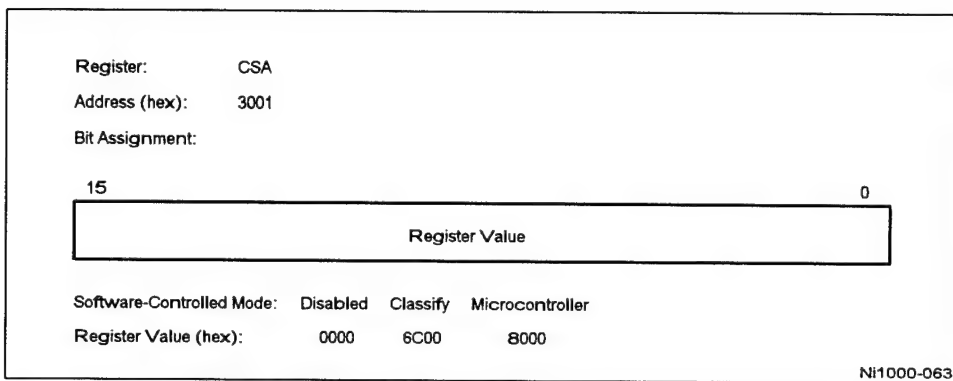 Register: CSA
Address (hex): 3001
Bit Assignment:
15 0
Register Value
Software-Controlled Mode: Disabled Classify Microcontroller
Register Value (hex): 0000 6C00 8000
Ni1000-063